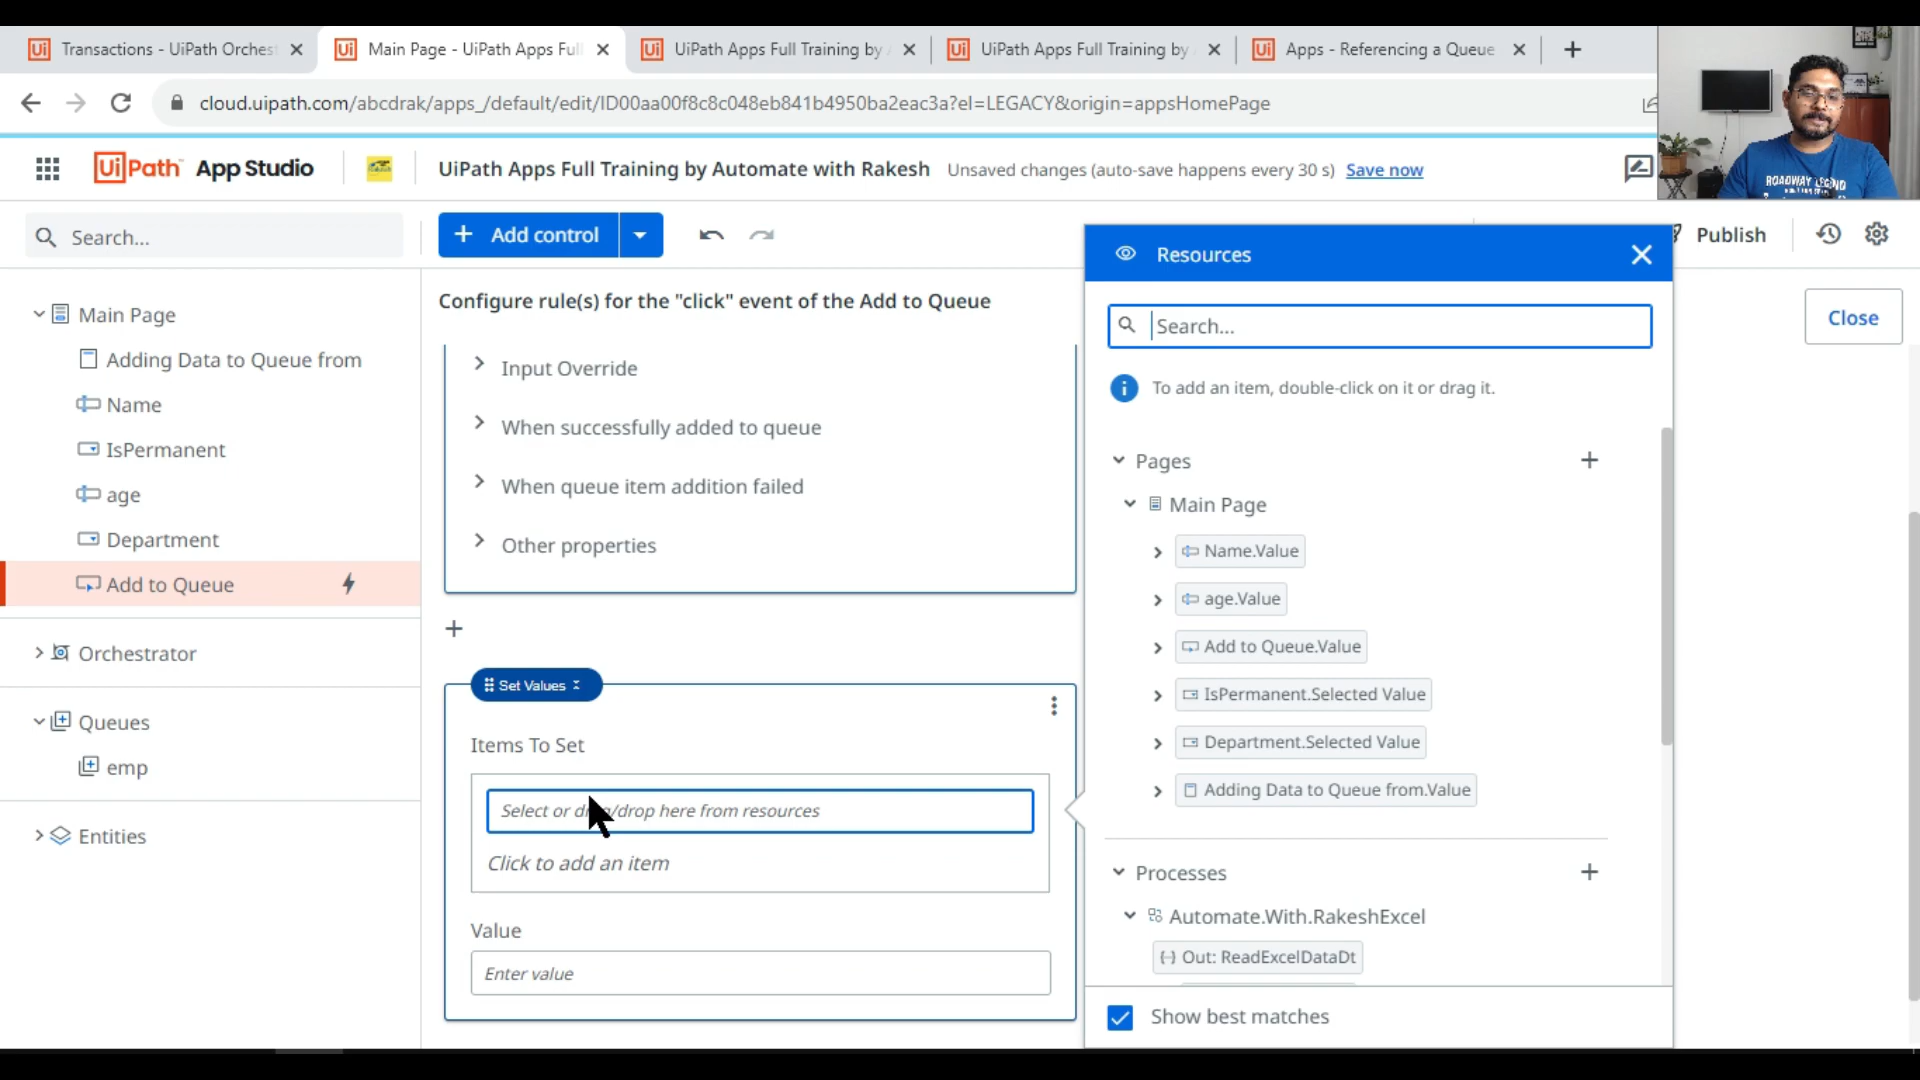 Transactions - UiPath Orchest
Main Page - UiPath Apps Full
UiPath Apps Full Training by
UiPath Apps Full Training by
Apps - Referencing a Queue
cloud.uipath.com/abcdrak/apps_/default/edit/ID00aa00f8c8c048eb841b4950ba2eac3a?el=LEGACY&origin=appsHomePage
UiPath App Studio
UiPath Apps Full Training by Automate with Rakesh
Unsaved changes (auto-save happens every 30 s)
Save now
ROADWAY LEGEND
Search...
Add control
Publish
Close
Main Page
Adding Data to Queue from
Name
IsPermanent
age
Department
Add to Queue
Orchestrator
Queues
emp
Entities
Configure rule(s) for the "click" event of the Add to Queue
Input Override
When successfully added to queue
When queue item addition failed
Other properties
Set Values
Items To Set
Select or drag/drop here from resources
Click to add an item
Value
Enter value
Resources
Search...
To add an item, double-click on it or drag it.
Pages
Main Page
Name.Value
age.Value
Add to Queue.Value
IsPermanent.Selected Value
Department.Selected Value
Adding Data to Queue from.Value
Processes
Automate.With.RakeshExcel
Out: ReadExcelDataDt
Show best matches